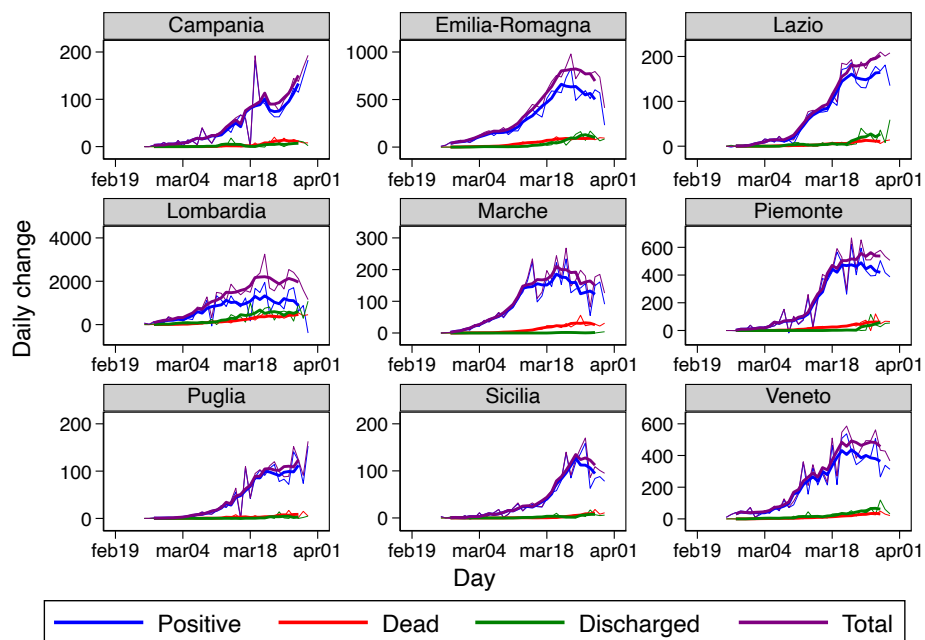 Campania
Emilia-Romagna
Lazio
200
100
0
1000
500
0
200
100
0
feb19 mar04 mar18 apr01
feb19 mar04 mar18 apr01
feb19 mar04 mar18 apr01
Lombardia
Marche
Piemonte
Daily change
4000
2000
0
300
200
100
0
600
400
200
0
feb19 mar04 mar18 apr01
feb19 mar04 mar18 apr01
feb19 mar04 mar18 apr01
Puglia
Sicilia
Veneto
200
100
0
200
100
0
600
400
200
0
feb19 mar04 mar18 apr01
feb19 mar04 mar18 apr01
feb19 mar04 mar18 apr01
Day
Positive Dead Discharged Total